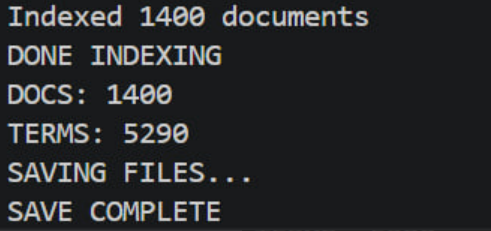 Indexed 1400 documents
DONE INDEXING
DOCS: 1400
TERMS: 5290
SAVING FILES...
SAVE COMPLETE